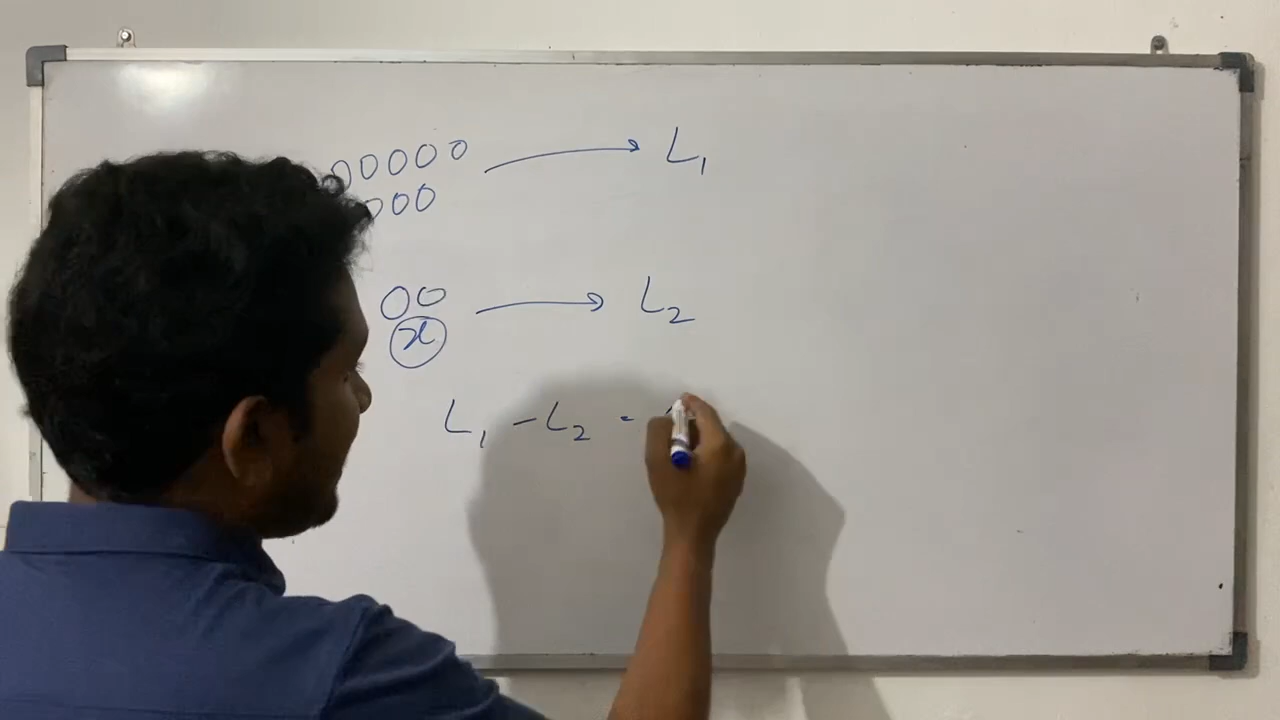 00000 → L₁
000
00 → L₂
x
L₁ - L₂ =